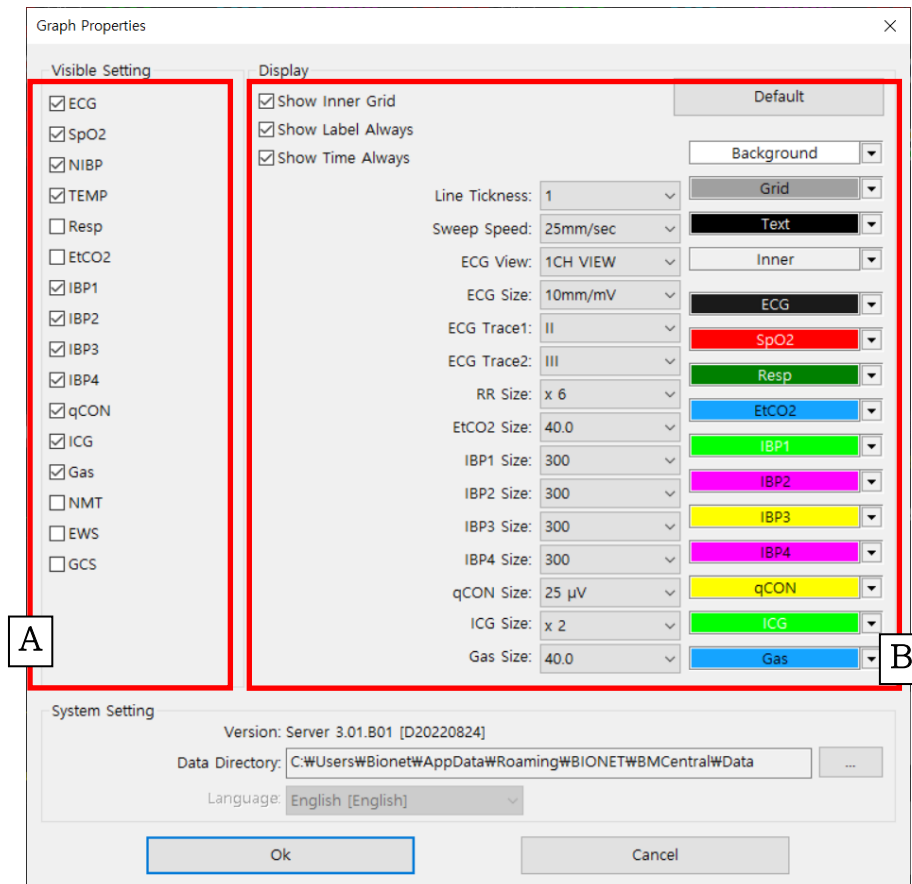 Graph Properties
Visible Setting
ECG
SpO2
NIBP
TEMP
Resp
EtCO2
IBP1
IBP2
IBP3
IBP4
qCON
ICG
Gas
NMT
EWS
GCS
A
Display
Show Inner Grid
Show Label Always
Show Time Always
Line Tickness: 1
Sweep Speed: 25mm/sec
ECG View: 1CH VIEW
ECG Size: 10mm/mV
ECG Trace1: II
ECG Trace2: III
RR Size: x 6
EtCO2 Size: 40.0
IBP1 Size: 300
IBP2 Size: 300
IBP3 Size: 300
IBP4 Size: 300
qCON Size: 25 µV
ICG Size: x 2
Gas Size: 40.0
Default
Background
Grid
Text
Inner
ECG
SpO2
Resp
EtCO2
IBP1
IBP2
IBP3
IBP4
qCON
ICG
Gas
B
System Setting
Version: Server 3.01.B01 [D20220824]
Data Directory: C:₩Users₩Bionet₩AppData₩Roaming₩BIONET₩BMCentral₩Data
...
Language: English [English]
Ok
Cancel